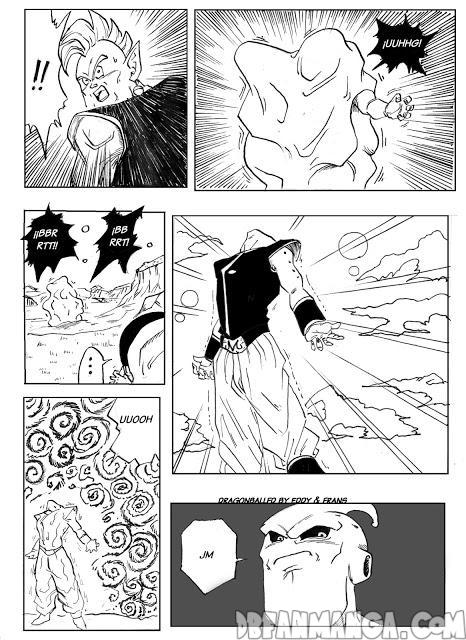 !!
¡UUHHG!
¡¡BBR
RTT!!
¡BB
RRT!
...
UUOOH
DRAGONBALLED BY EDDY & FRANS
JM
DBFANMANGA.COM